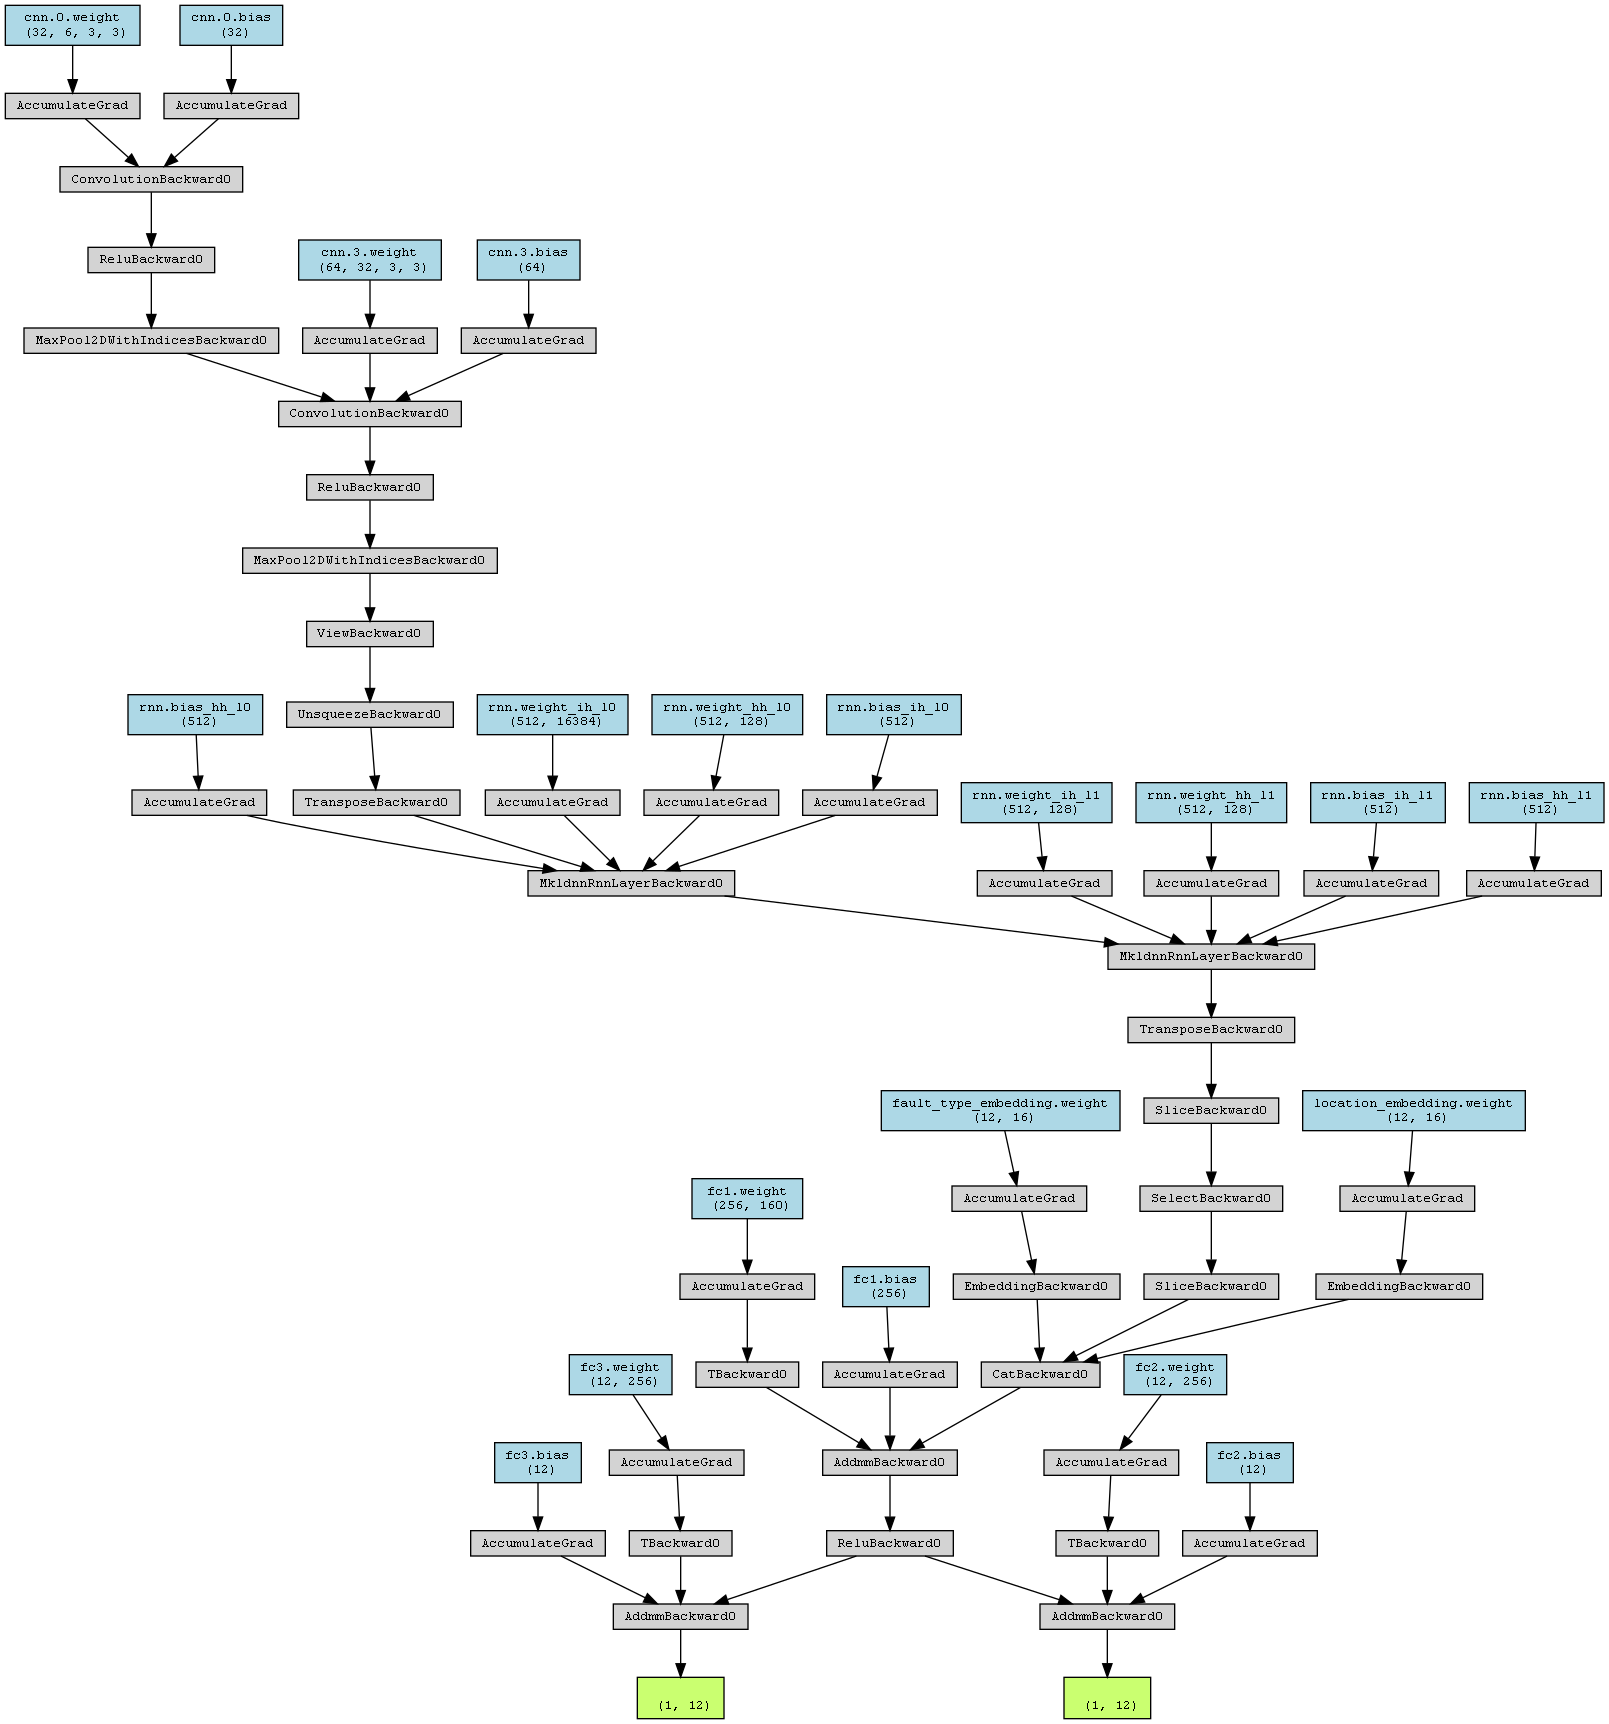 cnn.0.weight
(32, 6, 3, 3)
cnn.0.bias
(32)
AccumulateGrad
AccumulateGrad
ConvolutionBackward0
ReluBackward0
cnn.3.weight
(64, 32, 3, 3)
cnn.3.bias
(64)
MaxPool2DWithIndicesBackward0
AccumulateGrad
AccumulateGrad
ConvolutionBackward0
ReluBackward0
MaxPool2DWithIndicesBackward0
ViewBackward0
rnn.bias_hh_l0
(512)
UnsqueezeBackward0
rnn.weight_ih_l0
(512, 16384)
rnn.weight_hh_l0
(512, 128)
rnn.bias_ih_l0
(512)
AccumulateGrad
TransposeBackward0
AccumulateGrad
AccumulateGrad
AccumulateGrad
rnn.weight_ih_l1
(512, 128)
rnn.weight_hh_l1
(512, 128)
rnn.bias_ih_l1
(512)
rnn.bias_hh_l1
(512)
MkldnnRnnLayerBackward0
AccumulateGrad
AccumulateGrad
AccumulateGrad
AccumulateGrad
MkldnnRnnLayerBackward0
TransposeBackward0
fault_type_embedding.weight
(12, 16)
SliceBackward0
location_embedding.weight
(12, 16)
fc1.weight
(256, 160)
AccumulateGrad
SelectBackward0
AccumulateGrad
AccumulateGrad
fc1.bias
(256)
EmbeddingBackward0
SliceBackward0
EmbeddingBackward0
fc3.weight
(12, 256)
TBackward0
AccumulateGrad
CatBackward0
fc2.weight
(12, 256)
fc3.bias
(12)
AccumulateGrad
AddmmBackward0
AccumulateGrad
fc2.bias
(12)
AccumulateGrad
TBackward0
ReluBackward0
TBackward0
AccumulateGrad
AddmmBackward0
AddmmBackward0
(1, 12)
(1, 12)